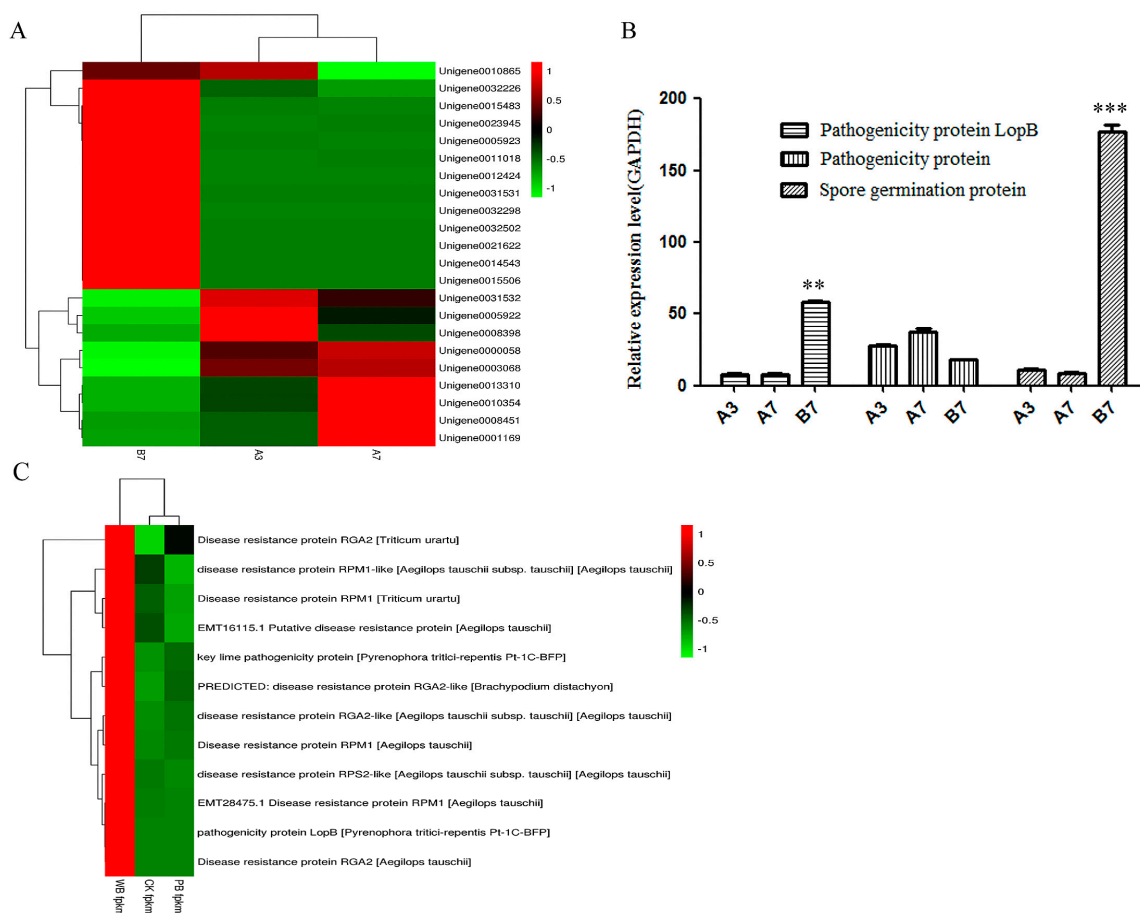 A
Unigene0010865
Unigene0032226
Unigene0015483
Unigene0023945
Unigene0005923
Unigene0011018
Unigene0012424
Unigene0031531
Unigene0032298
Unigene0032502
Unigene0021622
Unigene0014543
Unigene0015506
Unigene0031532
Unigene0005922
Unigene0008398
Unigene0000058
Unigene0003068
Unigene0013310
Unigene0010354
Unigene0008451
Unigene0001169
1
0.5
0
-0.5
-1
B7
A3
A7
B
Relative expression level(GAPDH)
200
150
100
50
0
Pathogenicity protein LopB
Pathogenicity protein
Spore germination protein
**
***
A3
A7
B7
A3
A7
B7
A3
A7
B7
C
Disease resistance protein RGA2 [Triticum urartu]
disease resistance protein RPM1-like [Aegilops tauschii subsp. tauschii] [Aegilops tauschii]
Disease resistance protein RPM1 [Triticum urartu]
EMT16115.1 Putative disease resistance protein [Aegilops tauschii]
key lime pathogenicity protein [Pyrenophora tritici-repentis Pt-1C-BFP]
PREDICTED: disease resistance protein RGA2-like [Brachypodium distachyon]
disease resistance protein RGA2-like [Aegilops tauschii subsp. tauschii] [Aegilops tauschii]
Disease resistance protein RPM1 [Aegilops tauschii]
disease resistance protein RPS2-like [Aegilops tauschii subsp. tauschii] [Aegilops tauschii]
EMT28475.1 Disease resistance protein RPM1 [Aegilops tauschii]
pathogenicity protein LopB [Pyrenophora tritici-repentis Pt-1C-BFP]
Disease resistance protein RGA2 [Aegilops tauschii]
1
0.5
0
-0.5
-1
WB fpkm
CK fpkm
PB fpkm